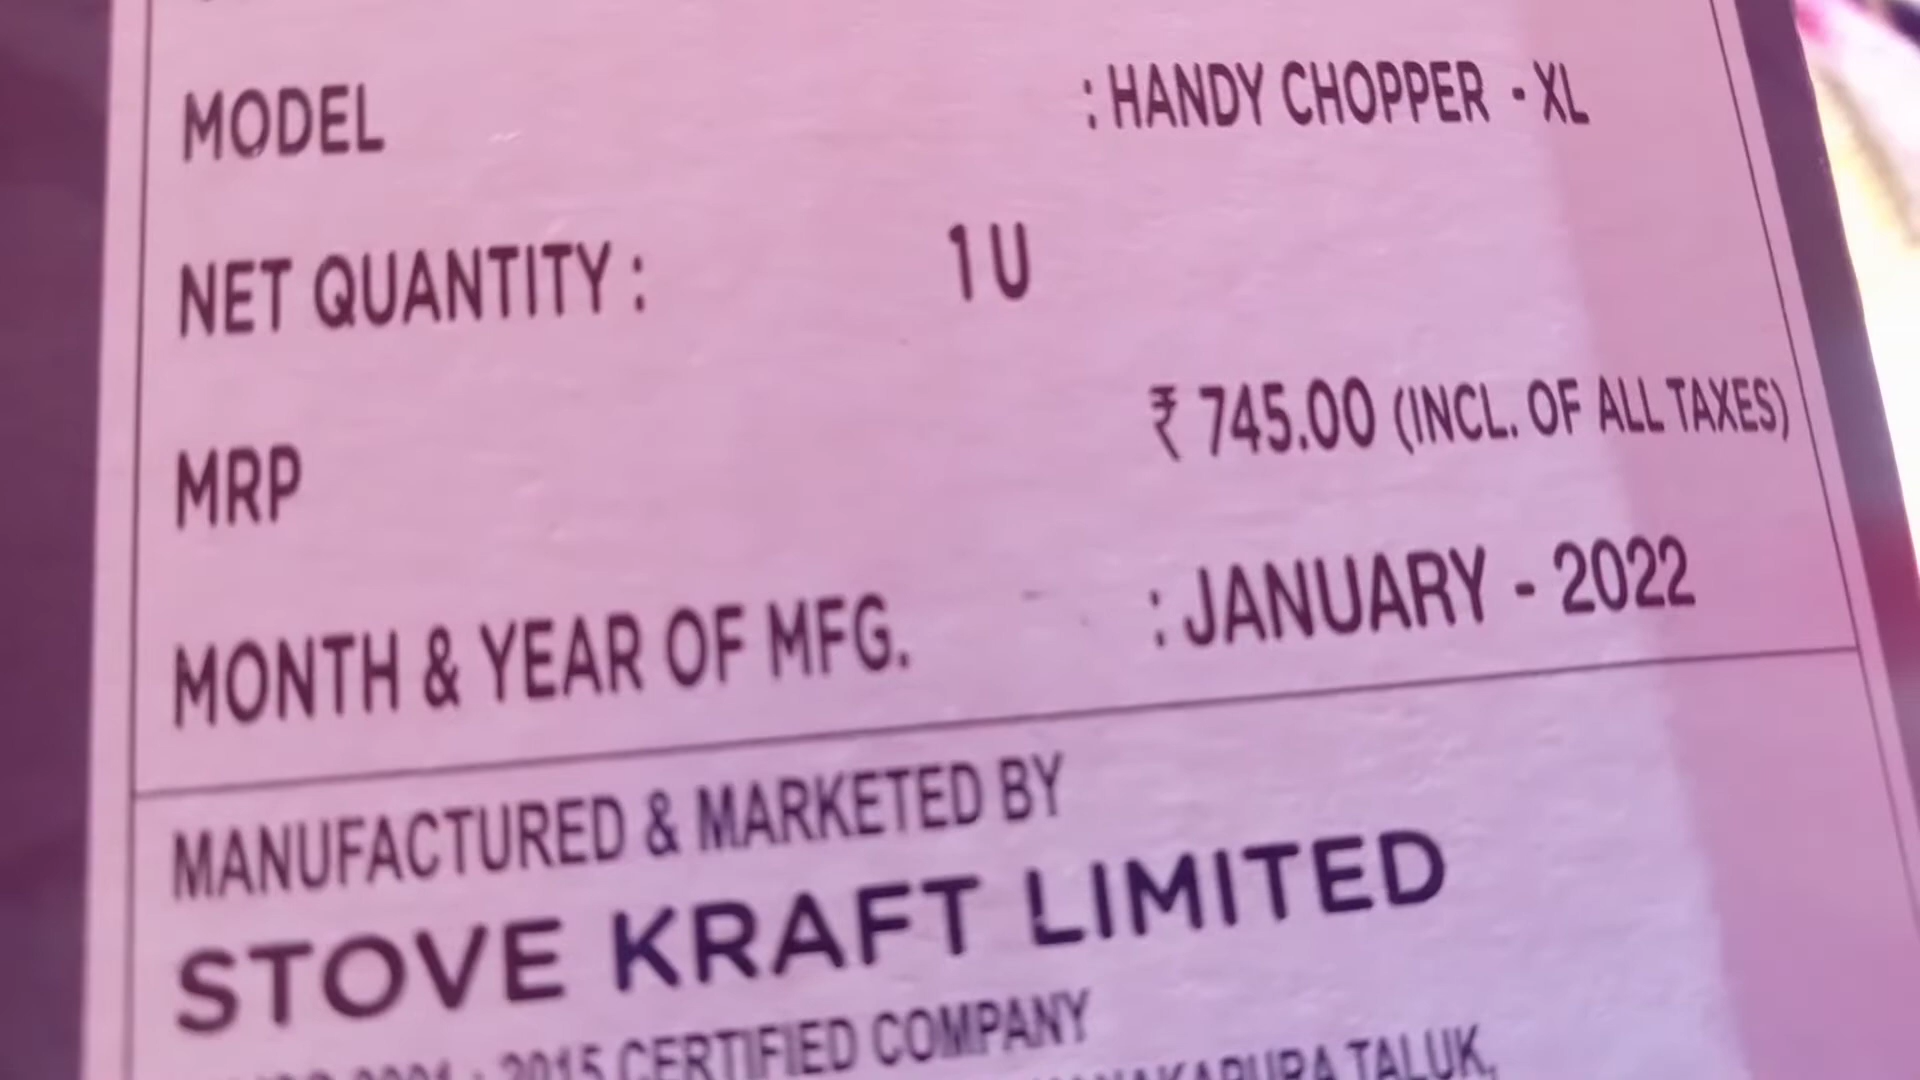 MODEL : HANDY CHOPPER - XL
NET QUANTITY : 1 U
MRP ₹ 745.00 (INCL. OF ALL TAXES)
MONTH & YEAR OF MFG. : JANUARY - 2022
MANUFACTURED & MARKETED BY
STOVE KRAFT LIMITED
2015 CERTIFIED COMPANY
TALUK,